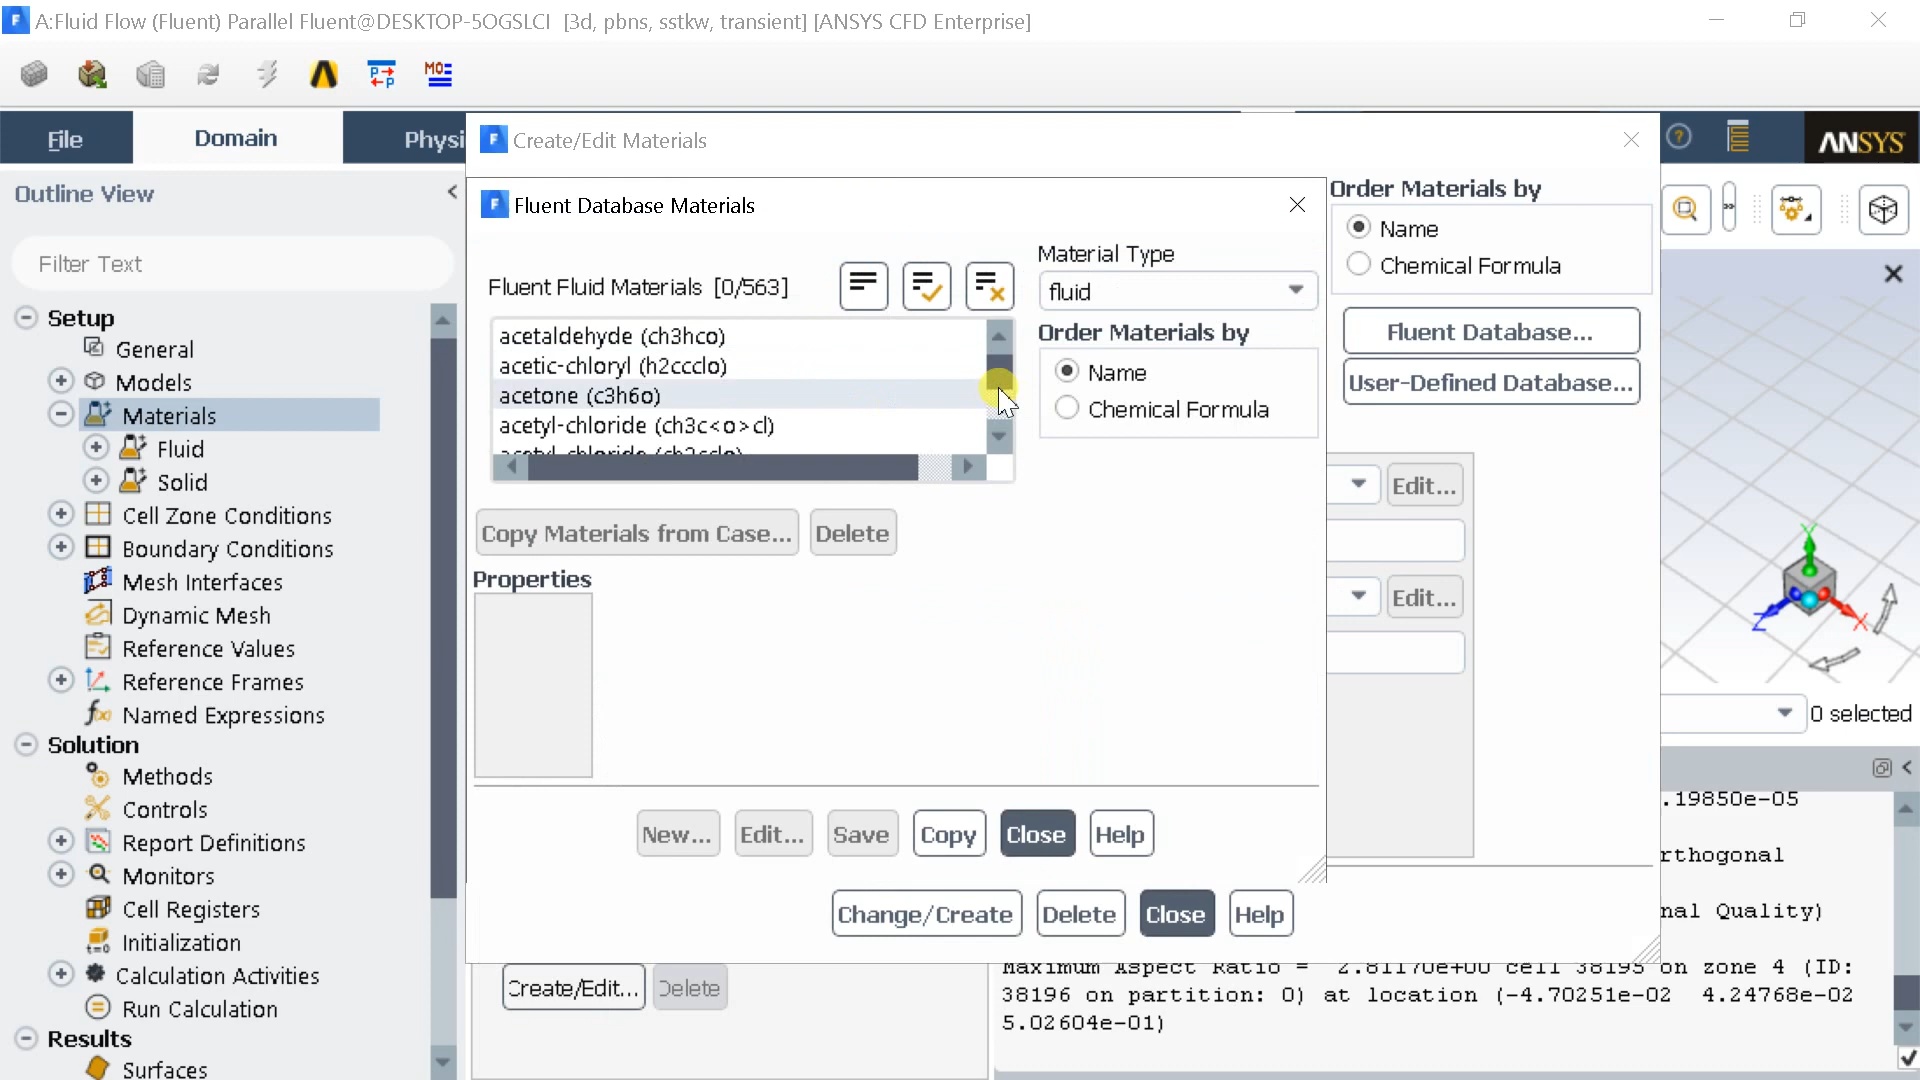 A:Fluid Flow (Fluent) Parallel Fluent@DESKTOP-5OGSLCI [3d, pbns, sstkw, transient] [ANSYS CFD Enterprise]
File
Domain
Physi
Create/Edit Materials
ANSYS
Outline View
Filter Text
Setup
General
Models
Materials
Fluid
Solid
Cell Zone Conditions
Boundary Conditions
Mesh Interfaces
Dynamic Mesh
Reference Values
Reference Frames
Named Expressions
Solution
Methods
Controls
Report Definitions
Monitors
Cell Registers
Initialization
Calculation Activities
Run Calculation
Results
Surfaces
Fluent Database Materials
Fluent Fluid Materials [0/563]
acetaldehyde (ch3hco)
acetic-chloryl (h2ccclo)
acetone (c3h6o)
acetyl-chloride (ch3c<o>cl)
Material Type
fluid
Order Materials by
Name
Chemical Formula
Copy Materials from Case...
Delete
Properties
New...
Edit...
Save
Copy
Close
Help
Order Materials by
Name
Chemical Formula
Fluent Database...
User-Defined Database...
Edit...
Edit...
Change/Create
Delete
Close
Help
Create/Edit...
Delete
Y
Z
X
0 selected
.19850e-05
rthogonal
nal Quality)
Maximum Aspect Ratio = 2.81170e+00 cell 38195 on zone 4 (ID:
38196 on partition: 0) at location (-4.70251e-02 4.24768e-02
5.02604e-01)